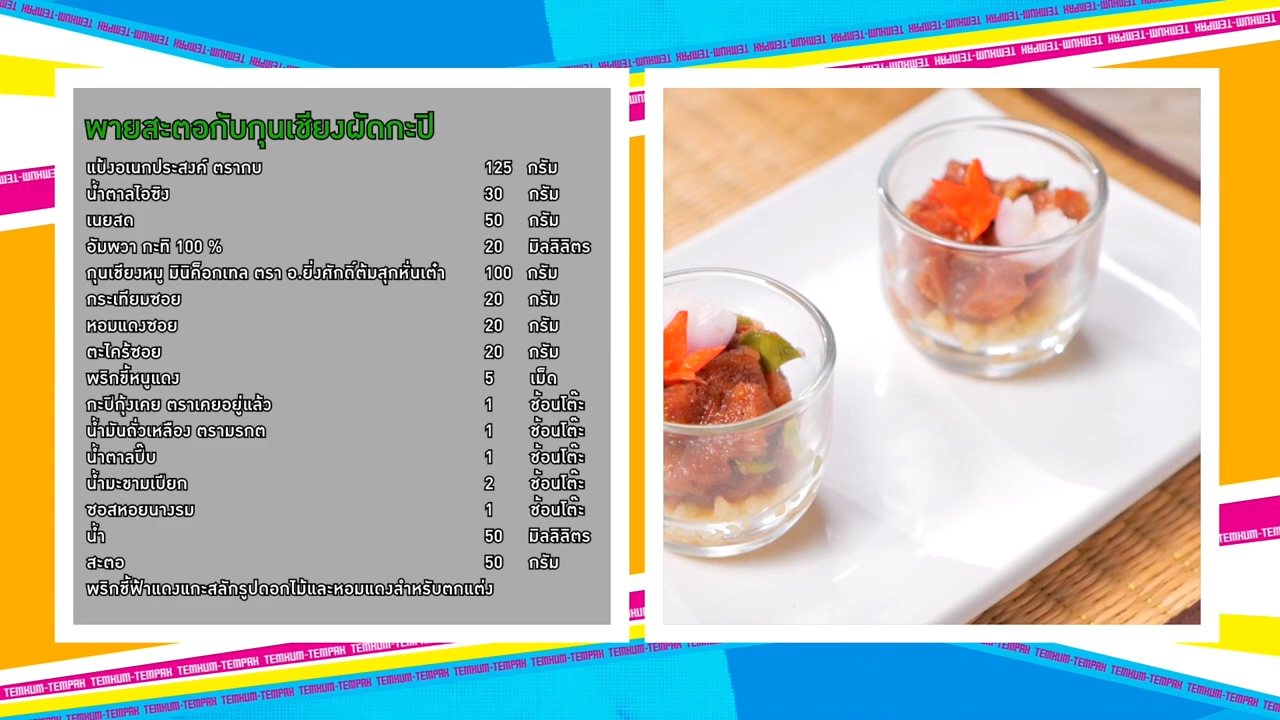 พายสะตอกับกุนเชียงผัดกะปิ
แป้งอเนกประสงค์ ตรากบ 125 กรัม
น้ำตาลไอซิง 30 กรัม
เนยสด 50 กรัม
อัมพวา กะทิ 100 % 20 มิลลิลิตร
กุนเชียงหมู มินิค็อกเทล ตรา อ.ยิ่งศักดิ์ต้มสุกหั่นเต๋า 100 กรัม
กระเทียมซอย 20 กรัม
หอมแดงซอย 20 กรัม
ตะไคร้ซอย 20 กรัม
พริกขี้หนูแดง 5 เม็ด
กะปิกุ้งเคย ตราเคยอยู่แล้ว 1 ช้อนโต๊ะ
น้ำมันถั่วเหลือง ตรามรกต 1 ช้อนโต๊ะ
น้ำตาลปี๊บ 1 ช้อนโต๊ะ
น้ำมะขามเปียก 2 ช้อนโต๊ะ
ซอสหอยนางรม 1 ช้อนโต๊ะ
น้ำ 50 มิลลิลิตร
สะตอ 50 กรัม
พริกชี้ฟ้าแดงแกะสลักรูปดอกไม้และหอมแดงสำหรับตกแต่ง
TEMKUM-TEMPAK TEMKUM-TEMPAK TEMKUM-TEMPAK TEMKUM-TEMPAK